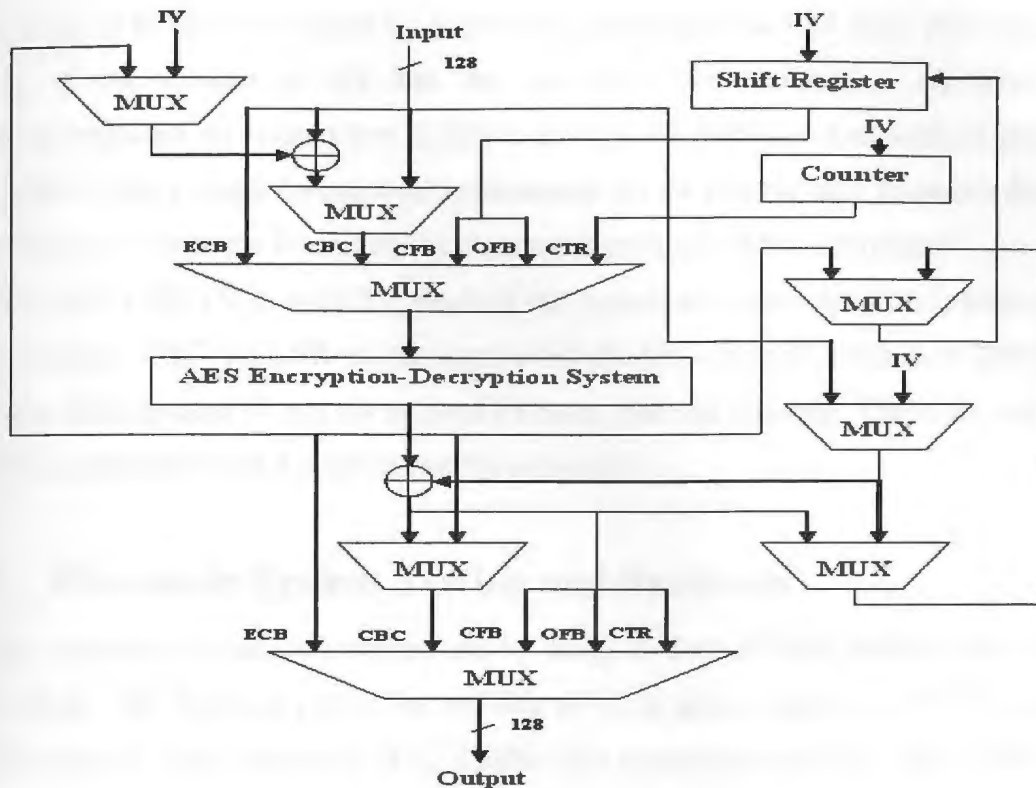 IV
Input
IV
128
MUX
Shift Register
IV
Counter
MUX
ECB CBC CFB OFB CTR
MUX
MUX
AES Encryption-Decryption System
IV
MUX
MUX
MUX
ECB CBC CFB OFB CTR
MUX
128
Output